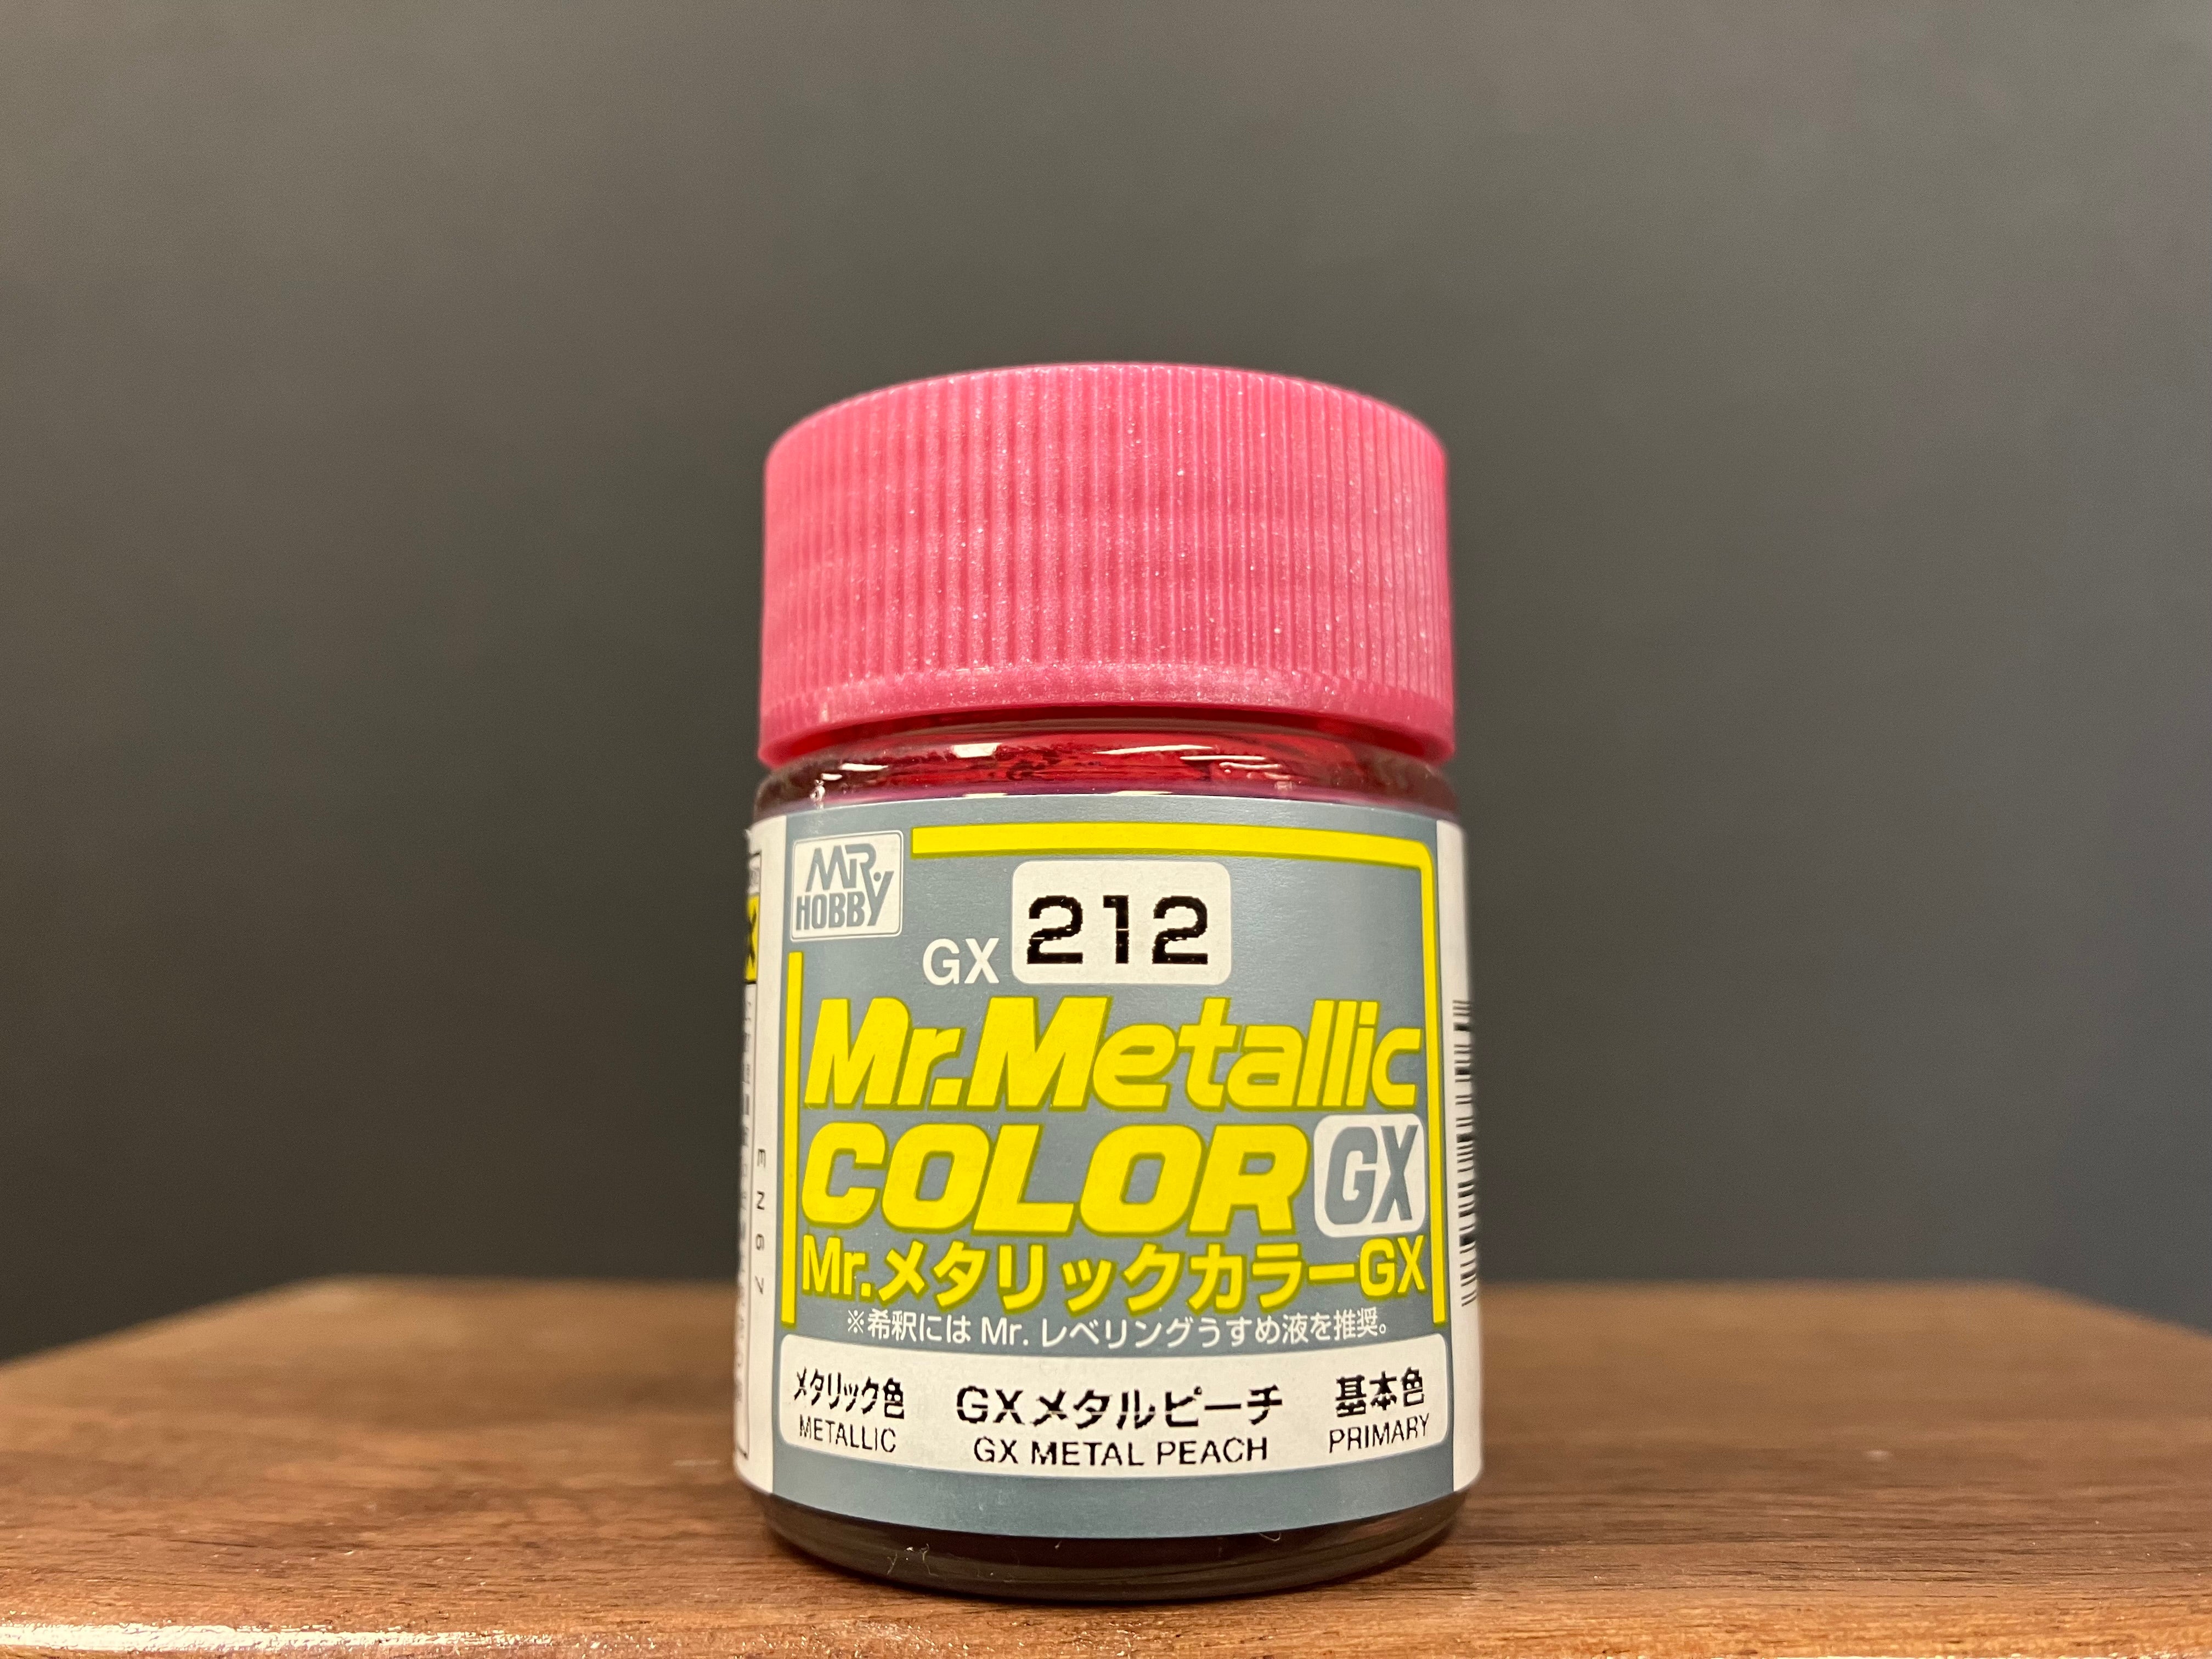 MR. HOBBY
GX 212
Mr.Metallic
COLOR GX
Mr.メタリックカラーGX
※希釈には Mr. レベリングうすめ液を推奨。
メタリック色 GXメタルピーチ 基本色
METALLIC GX METAL PEACH PRIMARY
EN67